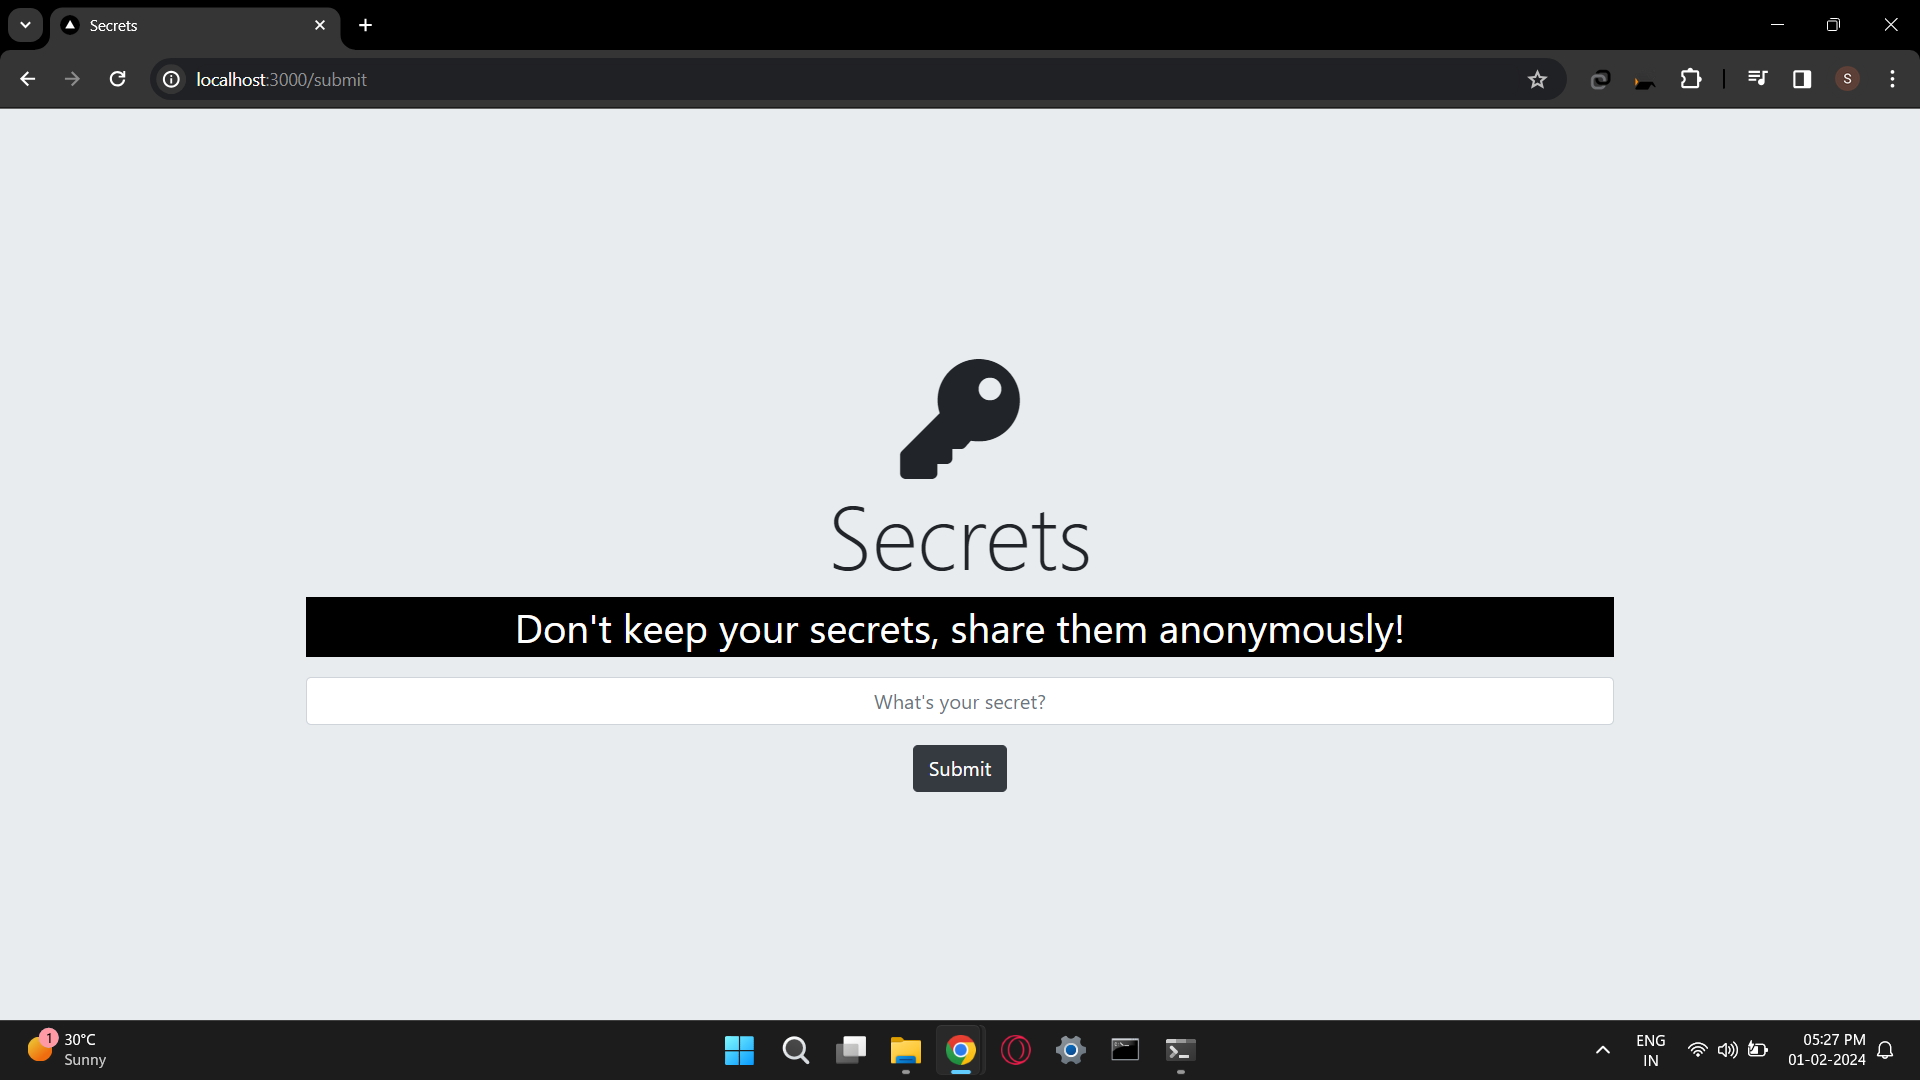 Secrets
localhost:3000/submit
S
Secrets
Don't keep your secrets, share them anonymously!
What's your secret?
Submit
1
30°C
Sunny
ENG
IN
05:27 PM
01-02-2024